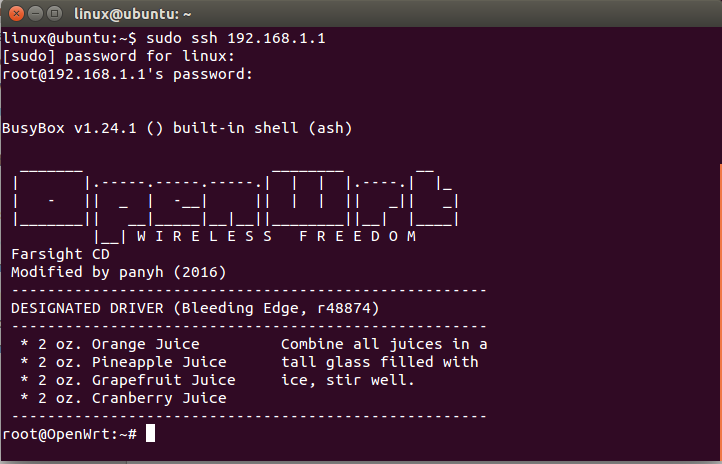 linux@ubuntu: ~
linux@ubuntu:~$ sudo ssh 192.168.1.1
[sudo] password for linux:
root@192.168.1.1's password:
BusyBox v1.24.1 () built-in shell (ash)
  _______                     ________        __
 |       |.-----.-----.-----.|  |  |  |.----.|  |_
 |   -   ||  _  |  -__|     ||  |  |  ||   _||   _|
 |_______||   __|_____|__|__||________||__|  |____|
          |__| W I R E L E S S   F R E E D O M
 Farsight CD
 Modified by panyh (2016)
 -----------------------------------------------------
 DESIGNATED DRIVER (Bleeding Edge, r48874)
 -----------------------------------------------------
  * 2 oz. Orange Juice         Combine all juices in a
  * 2 oz. Pineapple Juice      tall glass filled with
  * 2 oz. Grapefruit Juice     ice, stir well.
  * 2 oz. Cranberry Juice
 -----------------------------------------------------
root@OpenWrt:~#